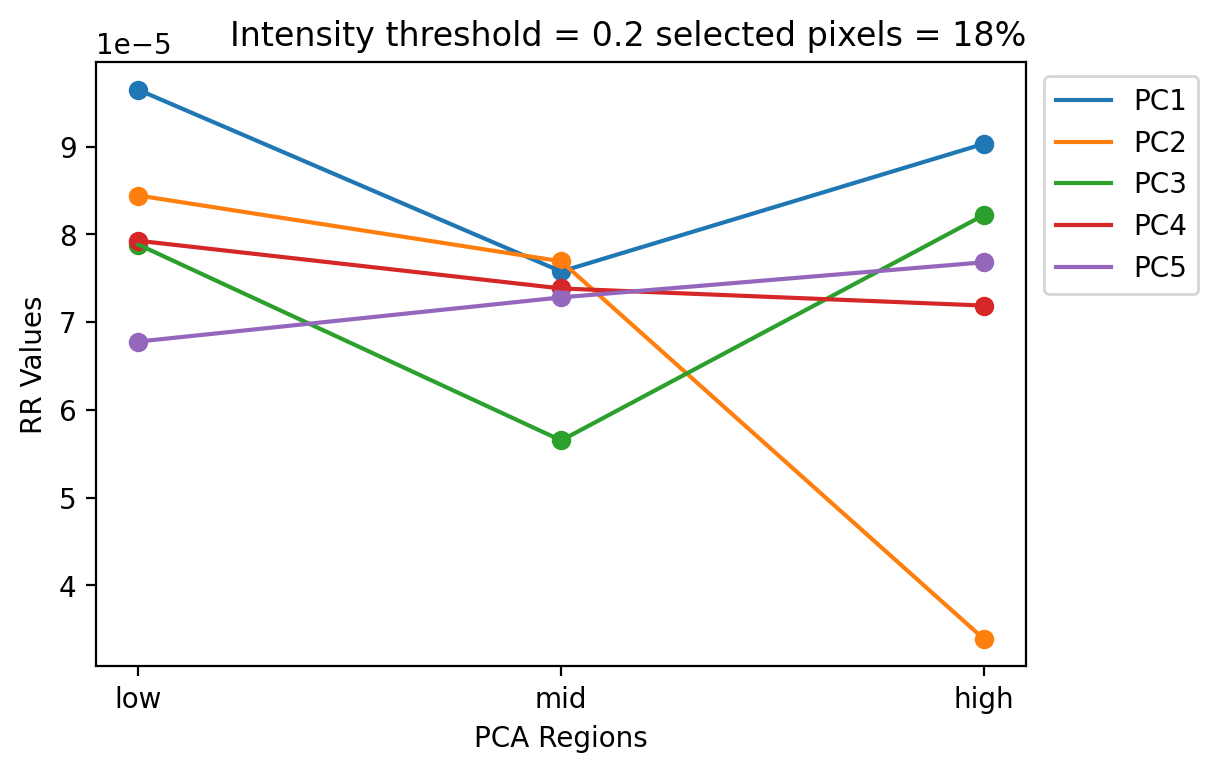 Intensity threshold = 0.2 selected pixels = 18%
1e−5
9
8
7
6
5
4
RR Values
low
mid
high
PCA Regions
PC1
PC2
PC3
PC4
PC5